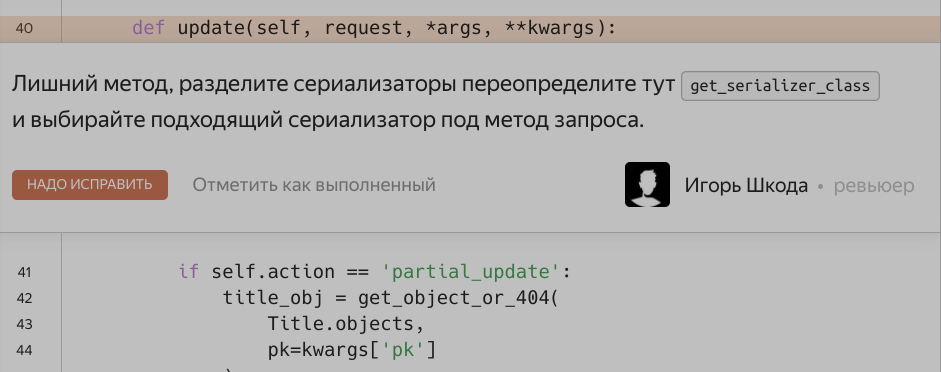 40 def update(self, request, *args, **kwargs):
Лишний метод, разделите сериализаторы переопределите тут get_serializer_class
и выбирайте подходящий сериализатор под метод запроса.
НАДО ИСПРАВИТЬ Отметить как выполненный Игорь Шкода • ревьюер
41 if self.action == 'partial_update':
42 title_obj = get_object_or_404(
43 Title.objects,
44 pk=kwargs['pk']